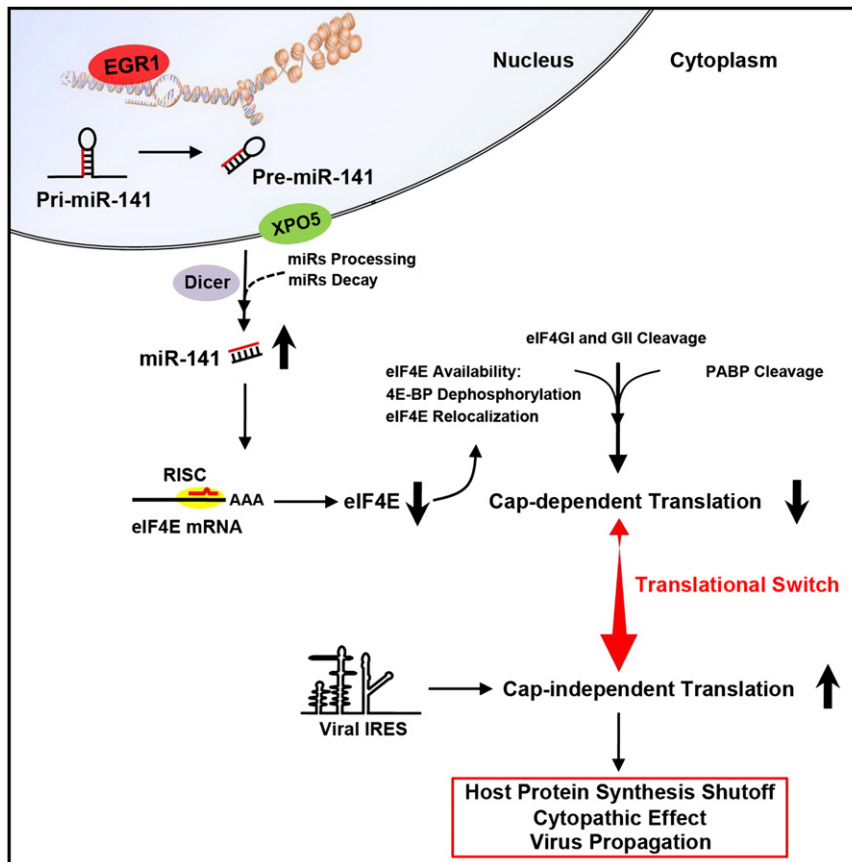 EGR1
Nucleus
Cytoplasm
Pri-miR-141
Pre-miR-141
XPO5
Dicer
miRs Processing
miRs Decay
miR-141
eIF4GI and GII Cleavage
eIF4E Availability:
4E-BP Dephosphorylation
eIF4E Relocalization
PABP Cleavage
RISC
AAA
eIF4E mRNA
eIF4E
Cap-dependent Translation
Translational Switch
Viral IRES
Cap-independent Translation
Host Protein Synthesis Shutoff
Cytopathic Effect
Virus Propagation